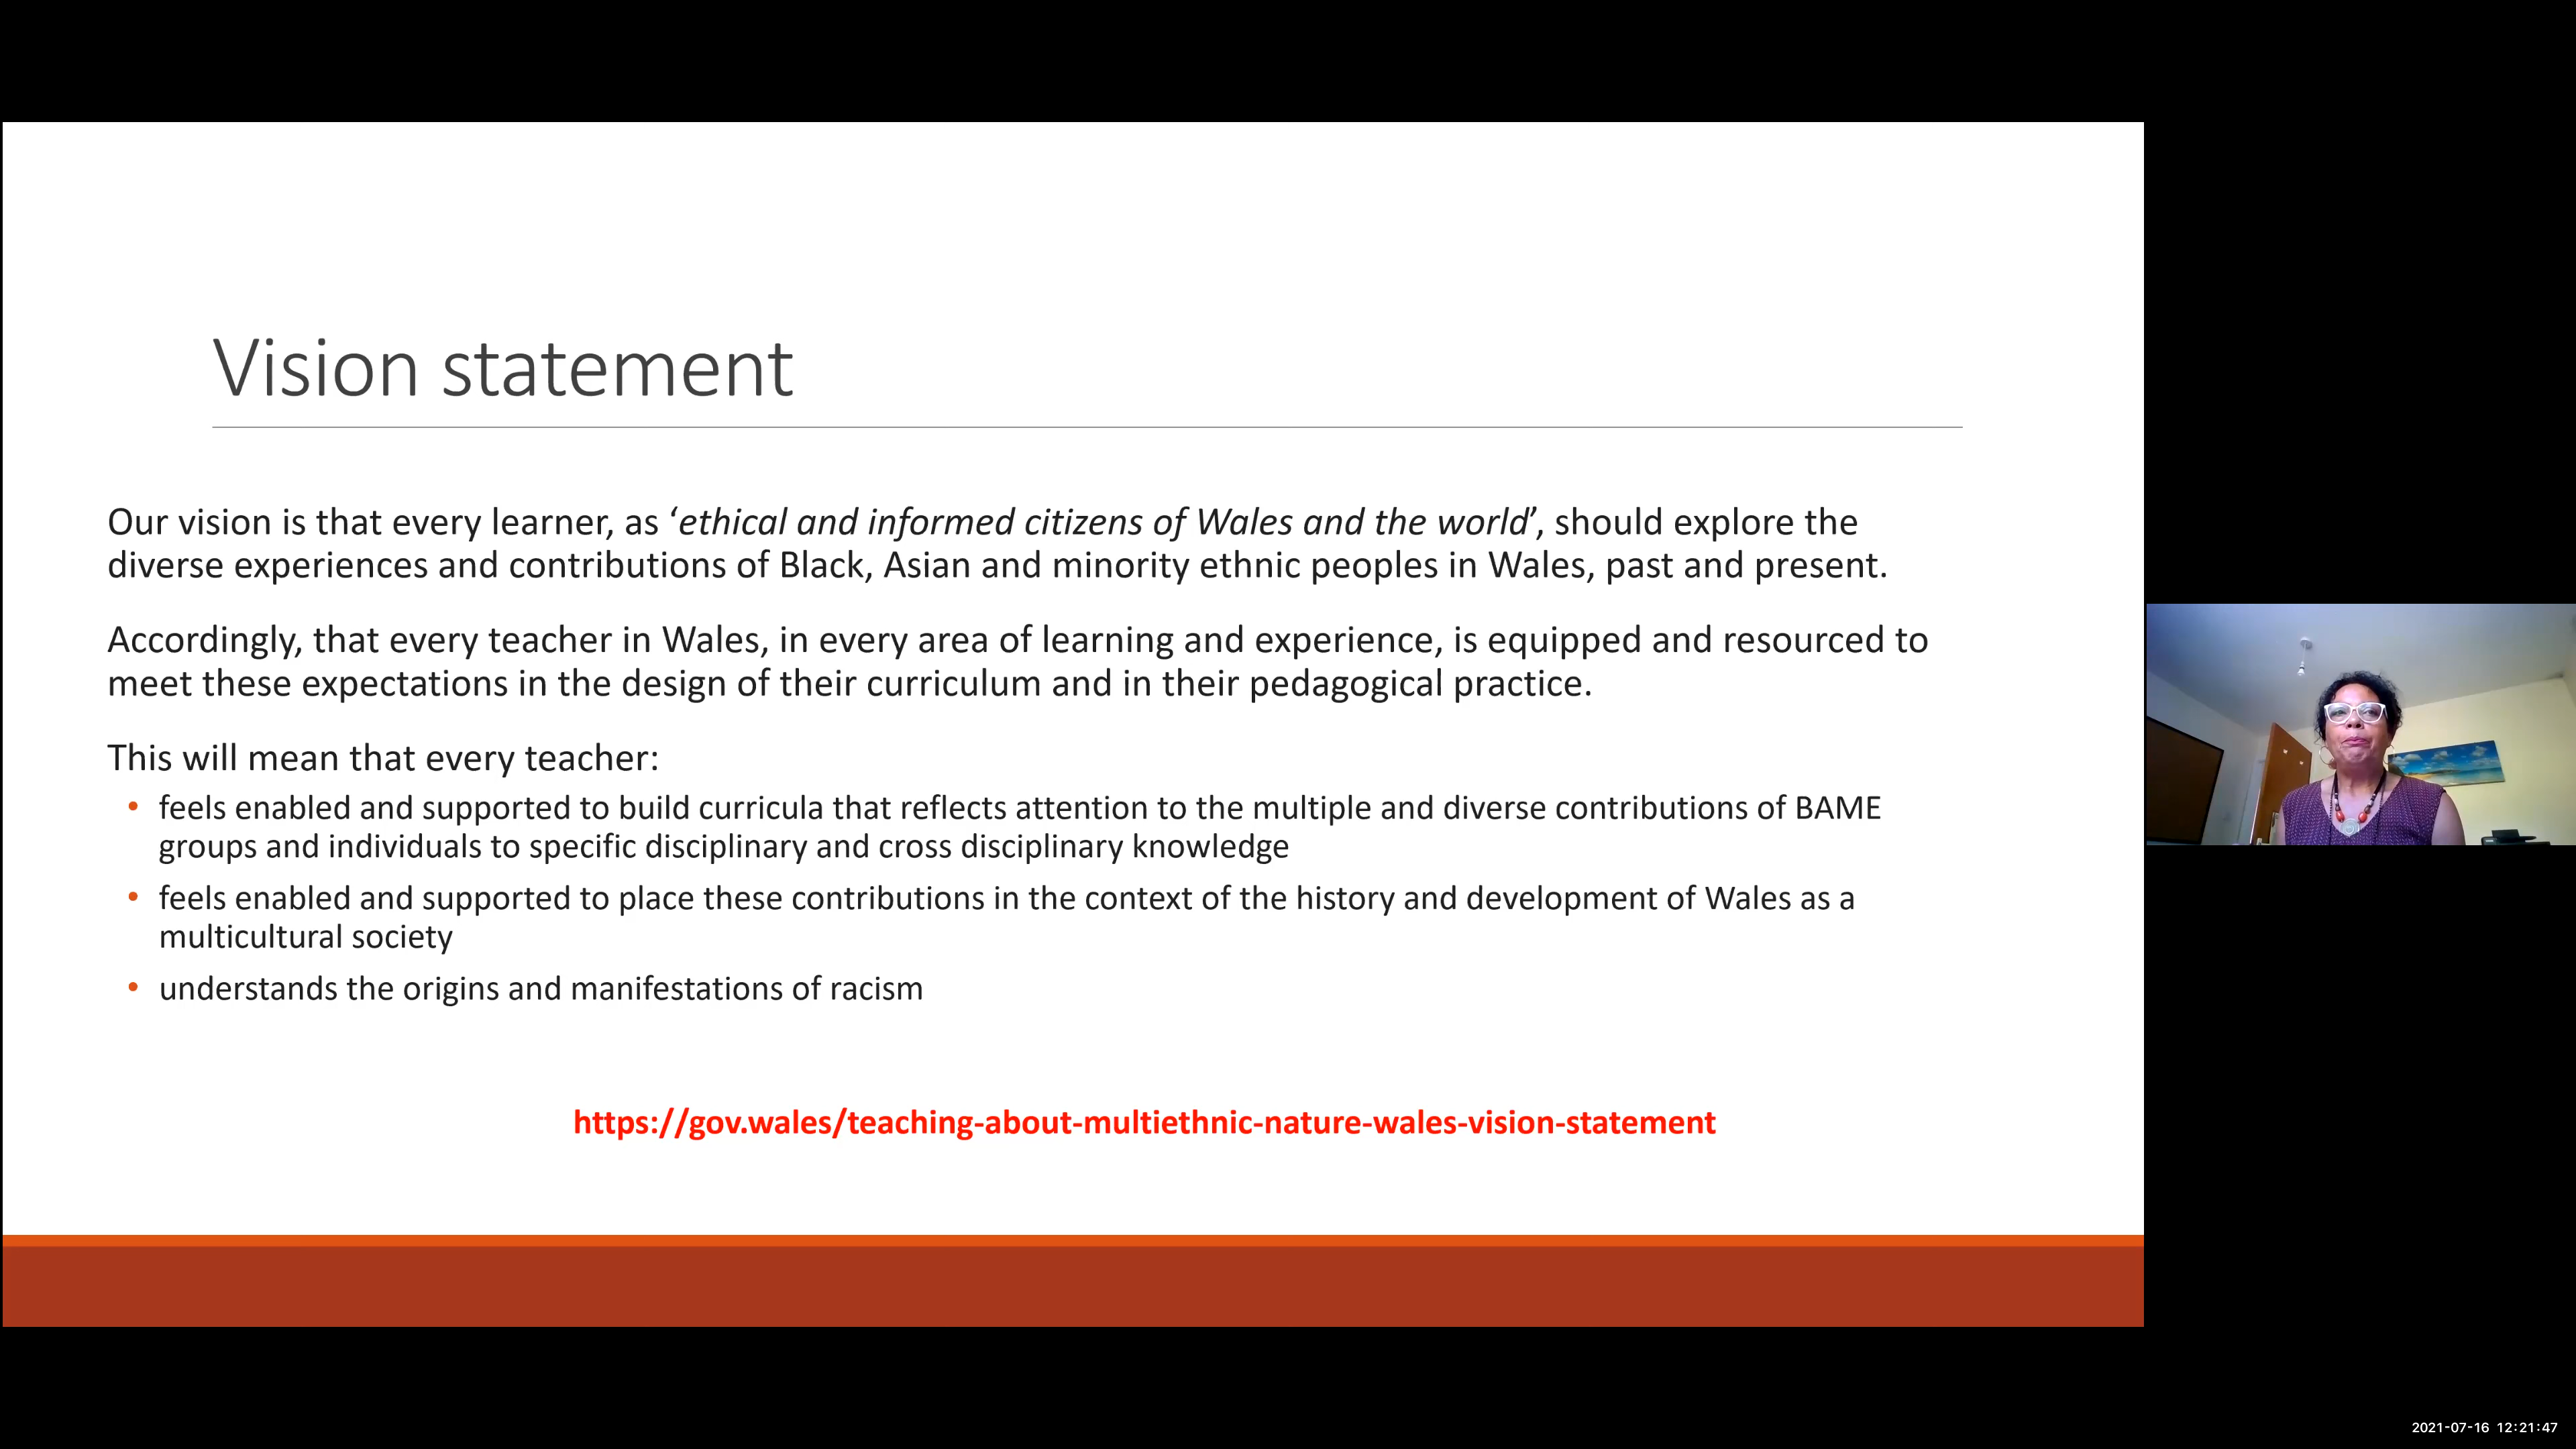 Vision statement
Our vision is that every learner, as ‘ethical and informed citizens of Wales and the world’, should explore the
diverse experiences and contributions of Black, Asian and minority ethnic peoples in Wales, past and present.
Accordingly, that every teacher in Wales, in every area of learning and experience, is equipped and resourced to
meet these expectations in the design of their curriculum and in their pedagogical practice.
This will mean that every teacher:
• feels enabled and supported to build curricula that reflects attention to the multiple and diverse contributions of BAME
groups and individuals to specific disciplinary and cross disciplinary knowledge
• feels enabled and supported to place these contributions in the context of the history and development of Wales as a
multicultural society
• understands the origins and manifestations of racism
https://gov.wales/teaching-about-multiethnic-nature-wales-vision-statement
2021-07-16 12:21:47